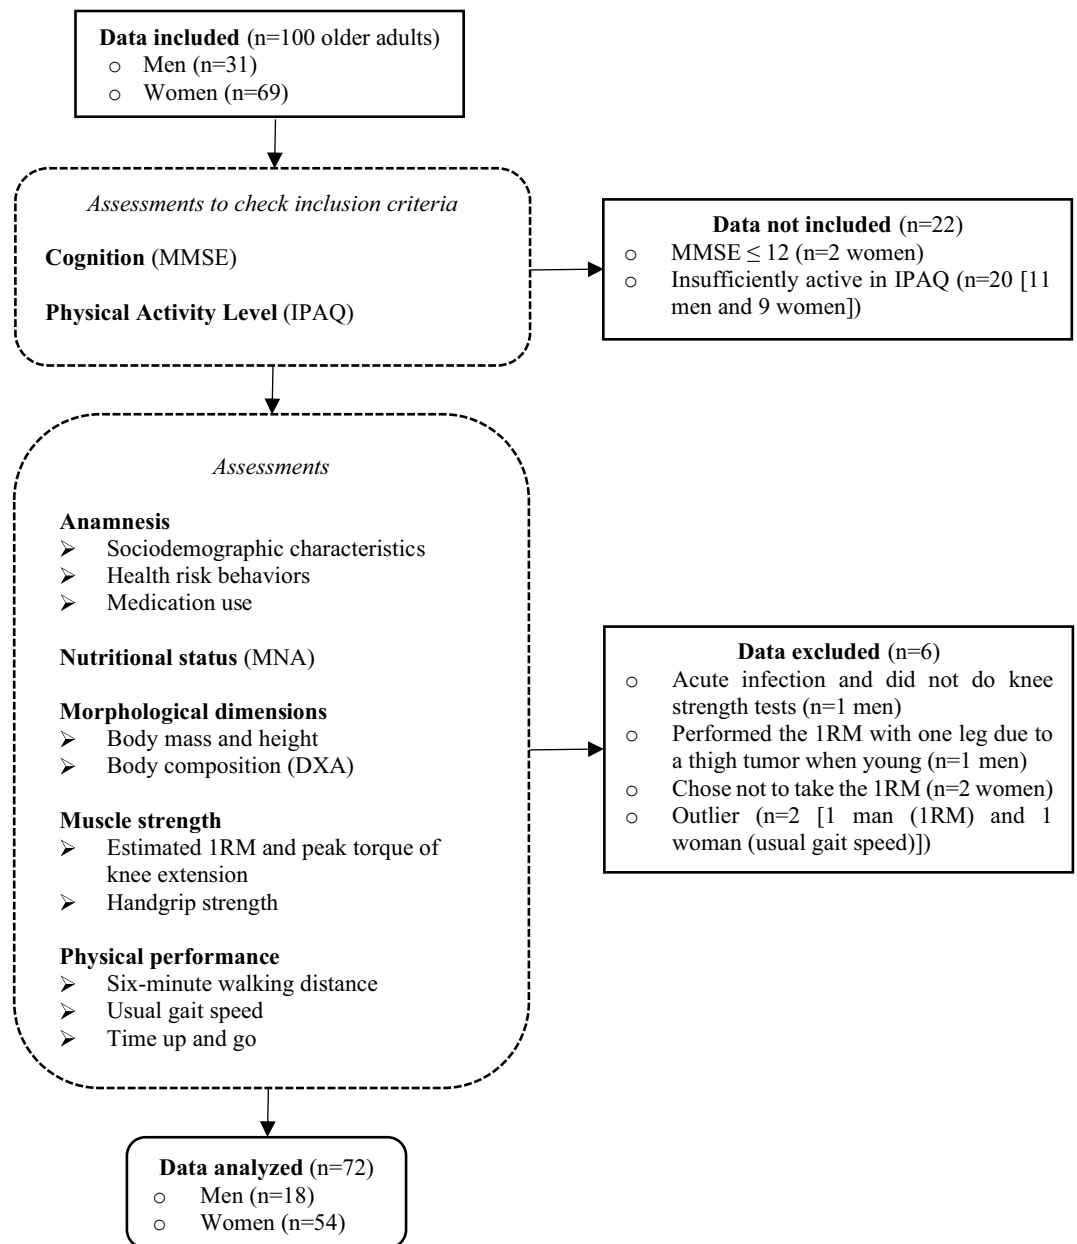 Data included (n=100 older adults)
o Men (n=31)
o Women (n=69)
Assessments to check inclusion criteria
Cognition (MMSE)
Physical Activity Level (IPAQ)
Data not included (n=22)
o MMSE ≤ 12 (n=2 women)
o Insufficiently active in IPAQ (n=20 [11
men and 9 women])
Assessments
Anamnesis
➢ Sociodemographic characteristics
➢ Health risk behaviors
➢ Medication use
Nutritional status (MNA)
Morphological dimensions
➢ Body mass and height
➢ Body composition (DXA)
Muscle strength
➢ Estimated 1RM and peak torque of
knee extension
➢ Handgrip strength
Physical performance
➢ Six-minute walking distance
➢ Usual gait speed
➢ Time up and go
Data excluded (n=6)
o Acute infection and did not do knee
strength tests (n=1 men)
o Performed the 1RM with one leg due to
a thigh tumor when young (n=1 men)
o Chose not to take the 1RM (n=2 women)
o Outlier (n=2 [1 man (1RM) and 1
woman (usual gait speed)])
Data analyzed (n=72)
o Men (n=18)
o Women (n=54)